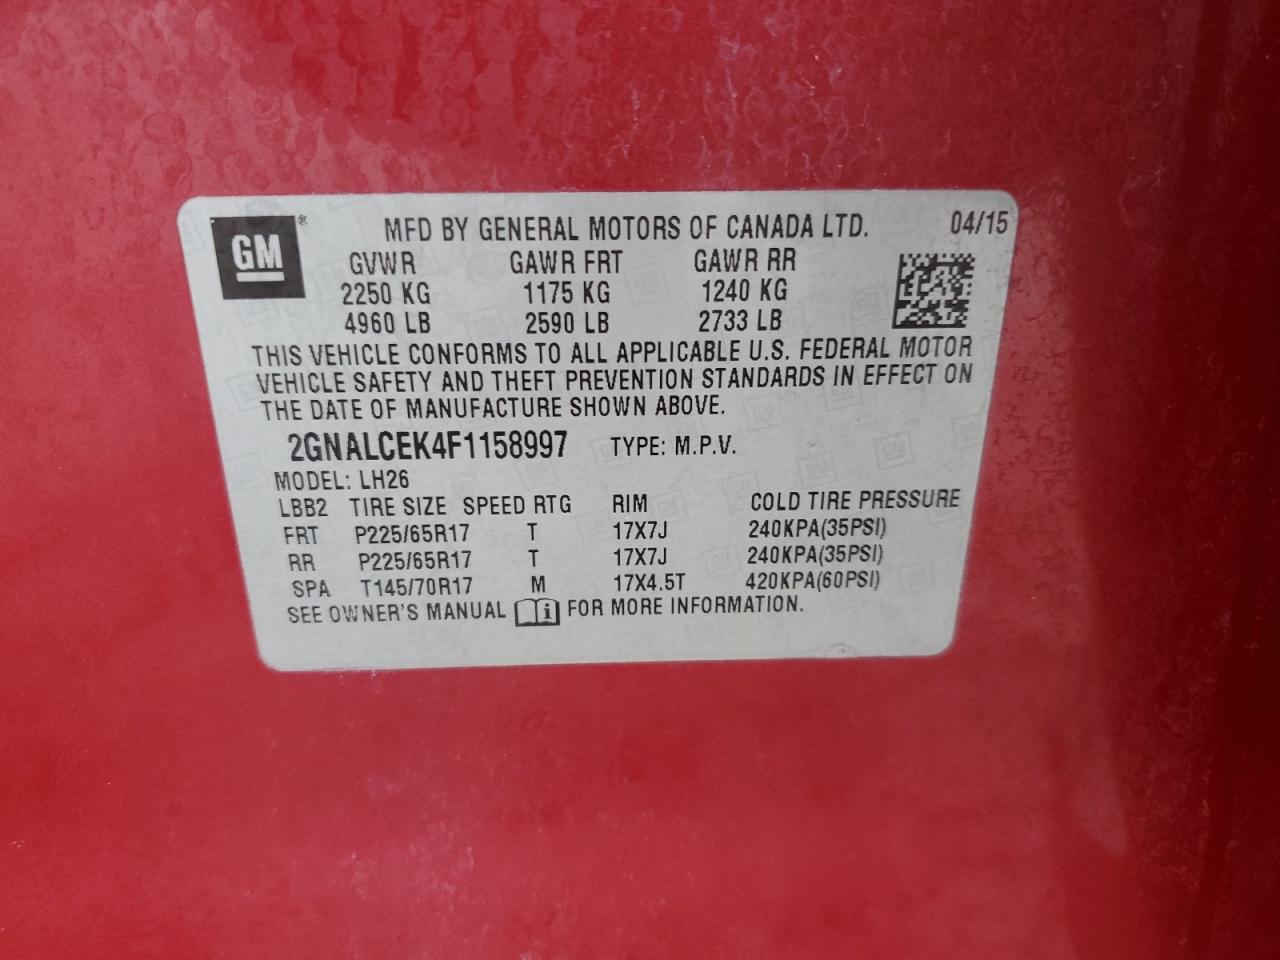 GM ®
MFD BY GENERAL MOTORS OF CANADA LTD. 04/15
GVWR GAWR FRT GAWR RR
2250 KG 1175 KG 1240 KG
4960 LB 2590 LB 2733 LB
THIS VEHICLE CONFORMS TO ALL APPLICABLE U.S. FEDERAL MOTOR
VEHICLE SAFETY AND THEFT PREVENTION STANDARDS IN EFFECT ON
THE DATE OF MANUFACTURE SHOWN ABOVE.
2GNALCEK4F1158997 TYPE: M.P.V.
MODEL: LH26
LBB2 TIRE SIZE SPEED RTG RIM COLD TIRE PRESSURE
FRT P225/65R17 T 17X7J 240KPA(35PSI)
RR P225/65R17 T 17X7J 240KPA(35PSI)
SPA T145/70R17 M 17X4.5T 420KPA(60PSI)
SEE OWNER'S MANUAL i FOR MORE INFORMATION.